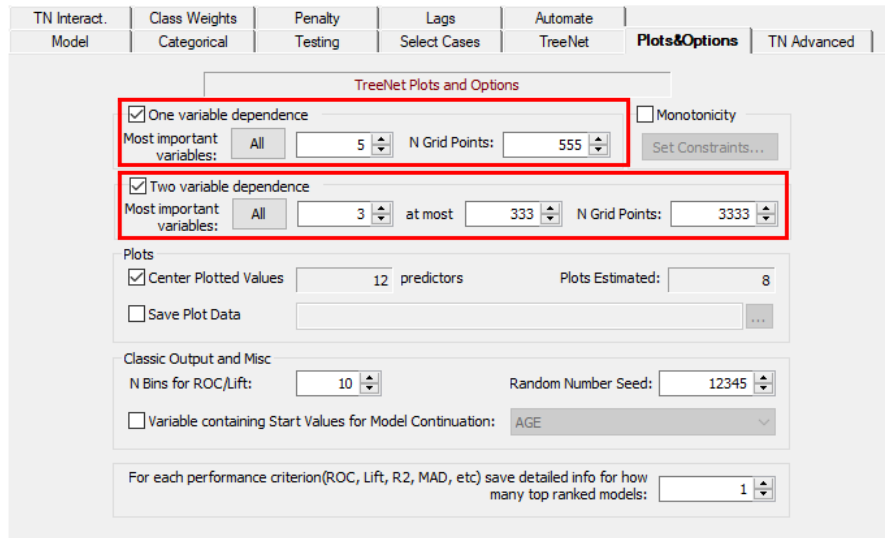 TN Interact. Class Weights Penalty Lags Automate
Model Categorical Testing Select Cases TreeNet Plots&Options TN Advanced
TreeNet Plots and Options
One variable dependence Monotonicity
Most important variables: All 5 N Grid Points: 555 Set Constraints...
Two variable dependence
Most important variables: All 3 at most 333 N Grid Points: 3333
Plots
Center Plotted Values 12 predictors Plots Estimated: 8
Save Plot Data ...
Classic Output and Misc
N Bins for ROC/Lift: 10 Random Number Seed: 12345
Variable containing Start Values for Model Continuation: AGE
For each performance criterion(ROC, Lift, R2, MAD, etc) save detailed info for how
many top ranked models: 1